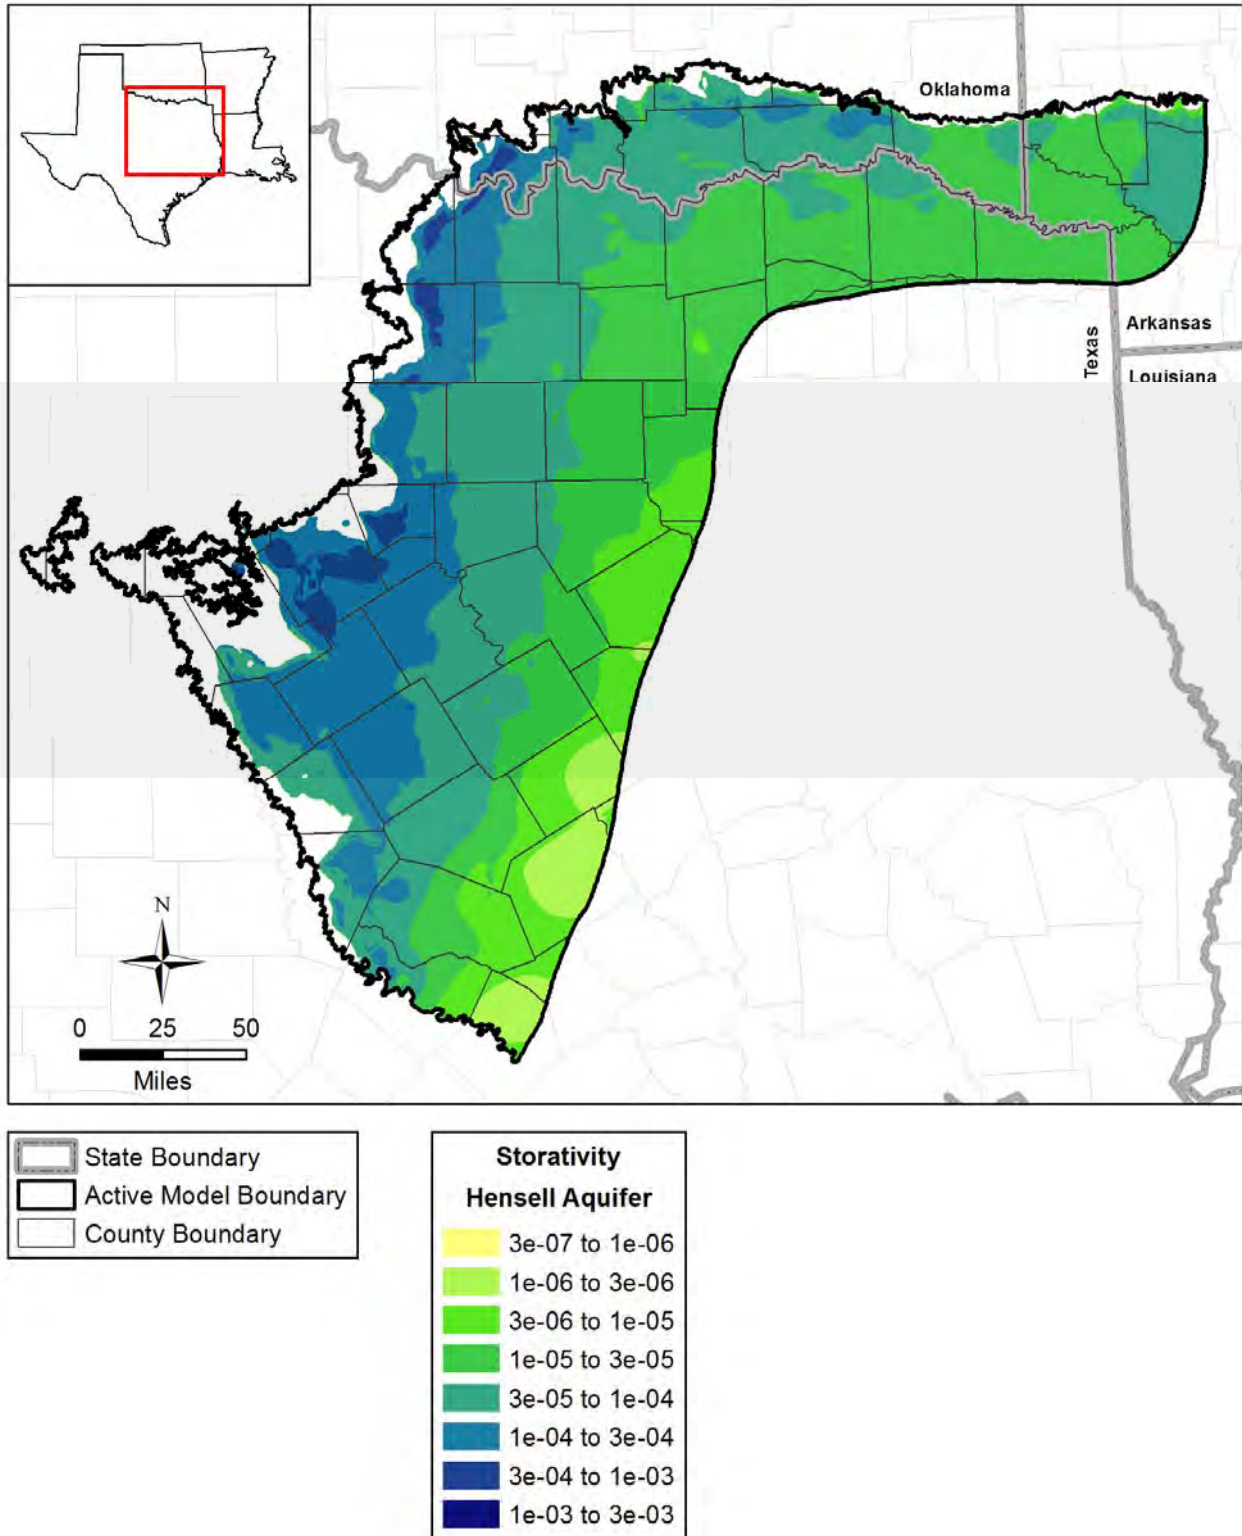 Oklahoma
Texas
Arkansas
Louisiana
N
0 25 50
Miles
State Boundary
Active Model Boundary
County Boundary
Storativity
Hensell Aquifer
3e-07 to 1e-06
1e-06 to 3e-06
3e-06 to 1e-05
1e-05 to 3e-05
3e-05 to 1e-04
1e-04 to 3e-04
3e-04 to 1e-03
1e-03 to 3e-03